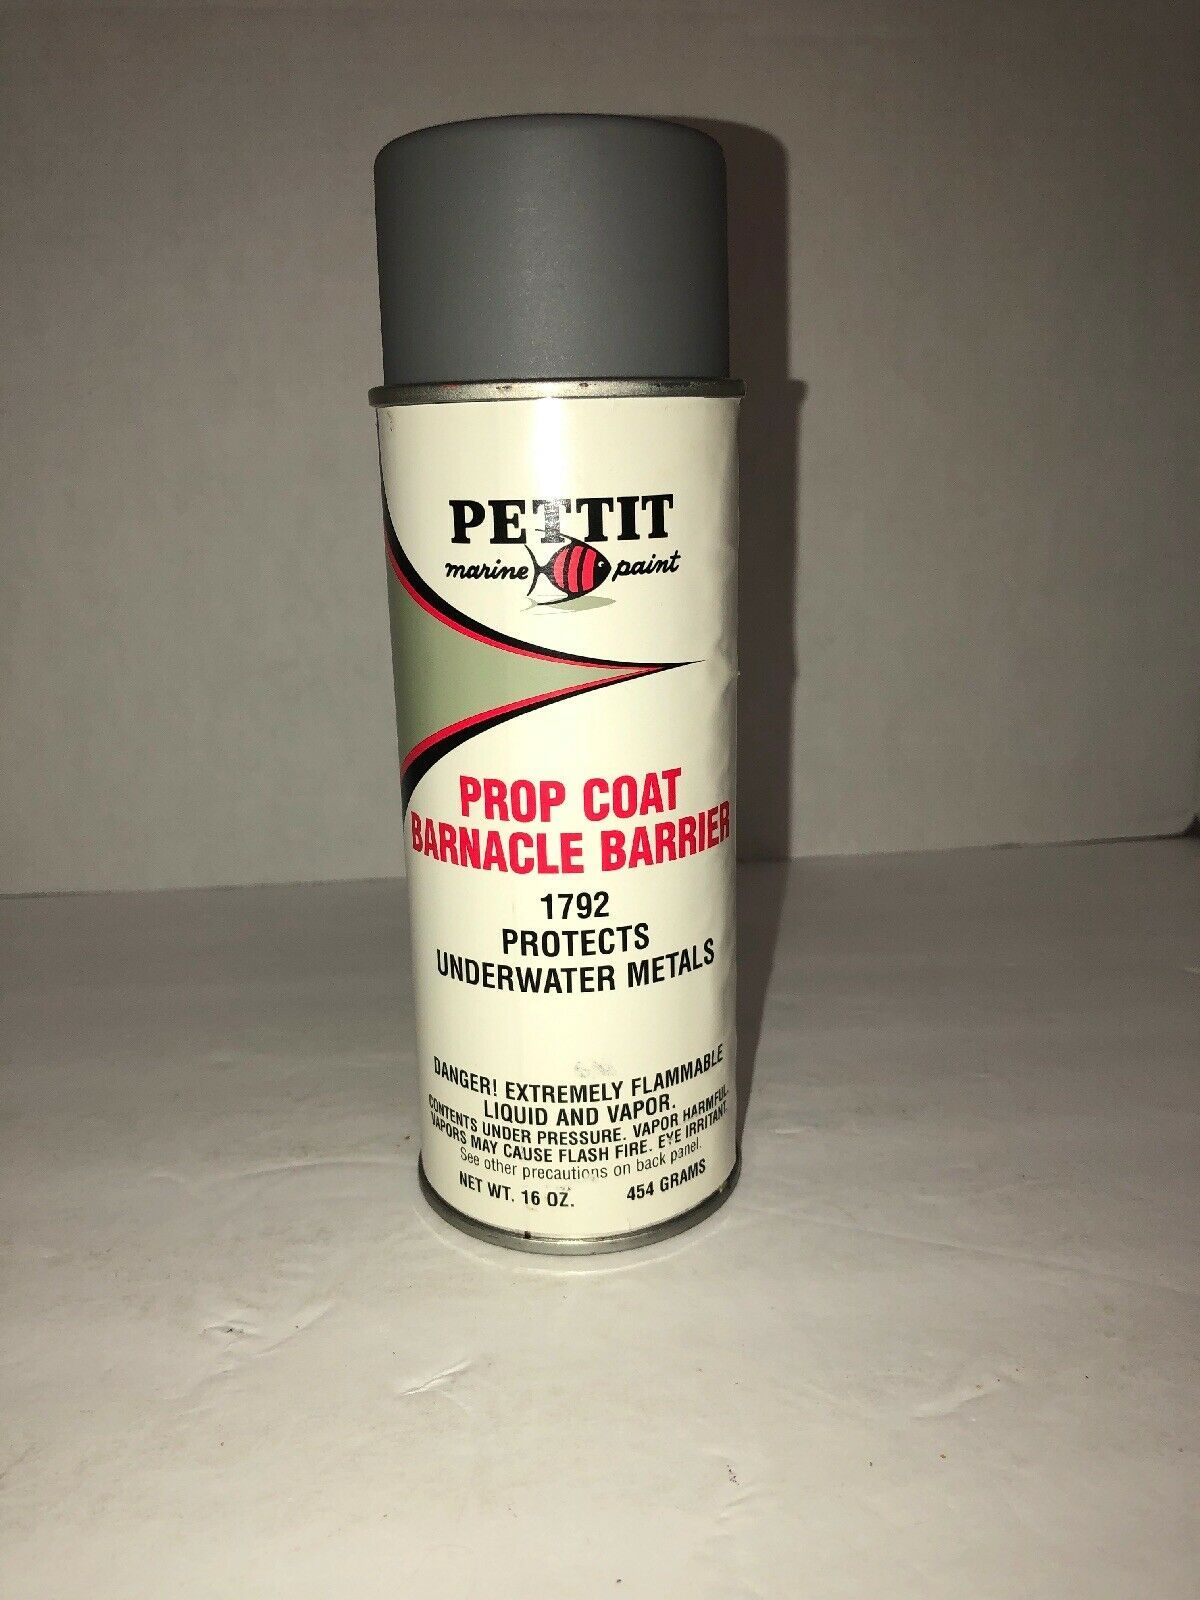 PETTIT
marine paint
PROP COAT
BARNACLE BARRIER
1792
PROTECTS
UNDERWATER METALS
DANGER! EXTREMELY FLAMMABLE
LIQUID AND VAPOR.
CONTENTS UNDER PRESSURE. VAPOR HARMFUL.
VAPORS MAY CAUSE FLASH FIRE. EYE IRRITANT.
See other precautions on back panel.
NET WT. 16 OZ. 454 GRAMS